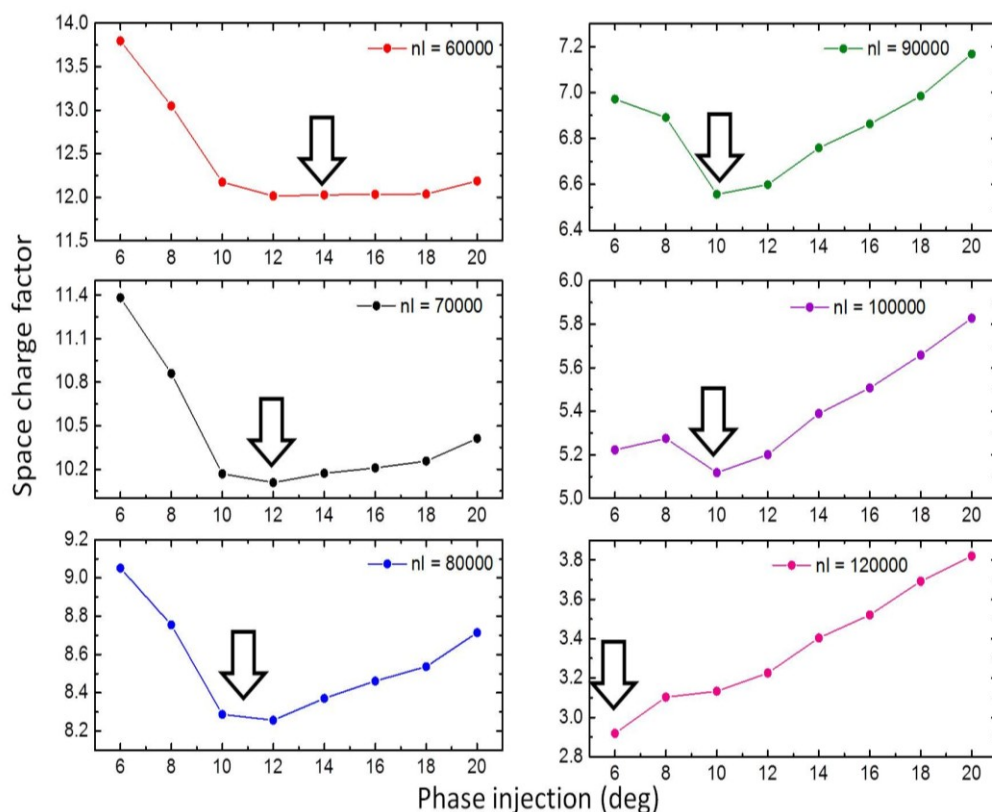 Space charge factor
nl = 60000
14.0
13.5
13.0
12.5
12.0
11.5
6 8 10 12 14 16 18 20
nl = 90000
7.2
7.0
6.8
6.6
6.4
6 8 10 12 14 16 18 20
nl = 70000
11.4
10.8
10.2
6 8 10 12 14 16 18 20
nl = 100000
6.0
5.8
5.6
5.4
5.2
5.0
6 8 10 12 14 16 18 20
nl = 80000
9.2
9.0
8.8
8.6
8.4
8.2
6 8 10 12 14 16 18 20
nl = 120000
3.8
3.6
3.4
3.2
3.0
2.8
6 8 10 12 14 16 18 20
Phase injection (deg)